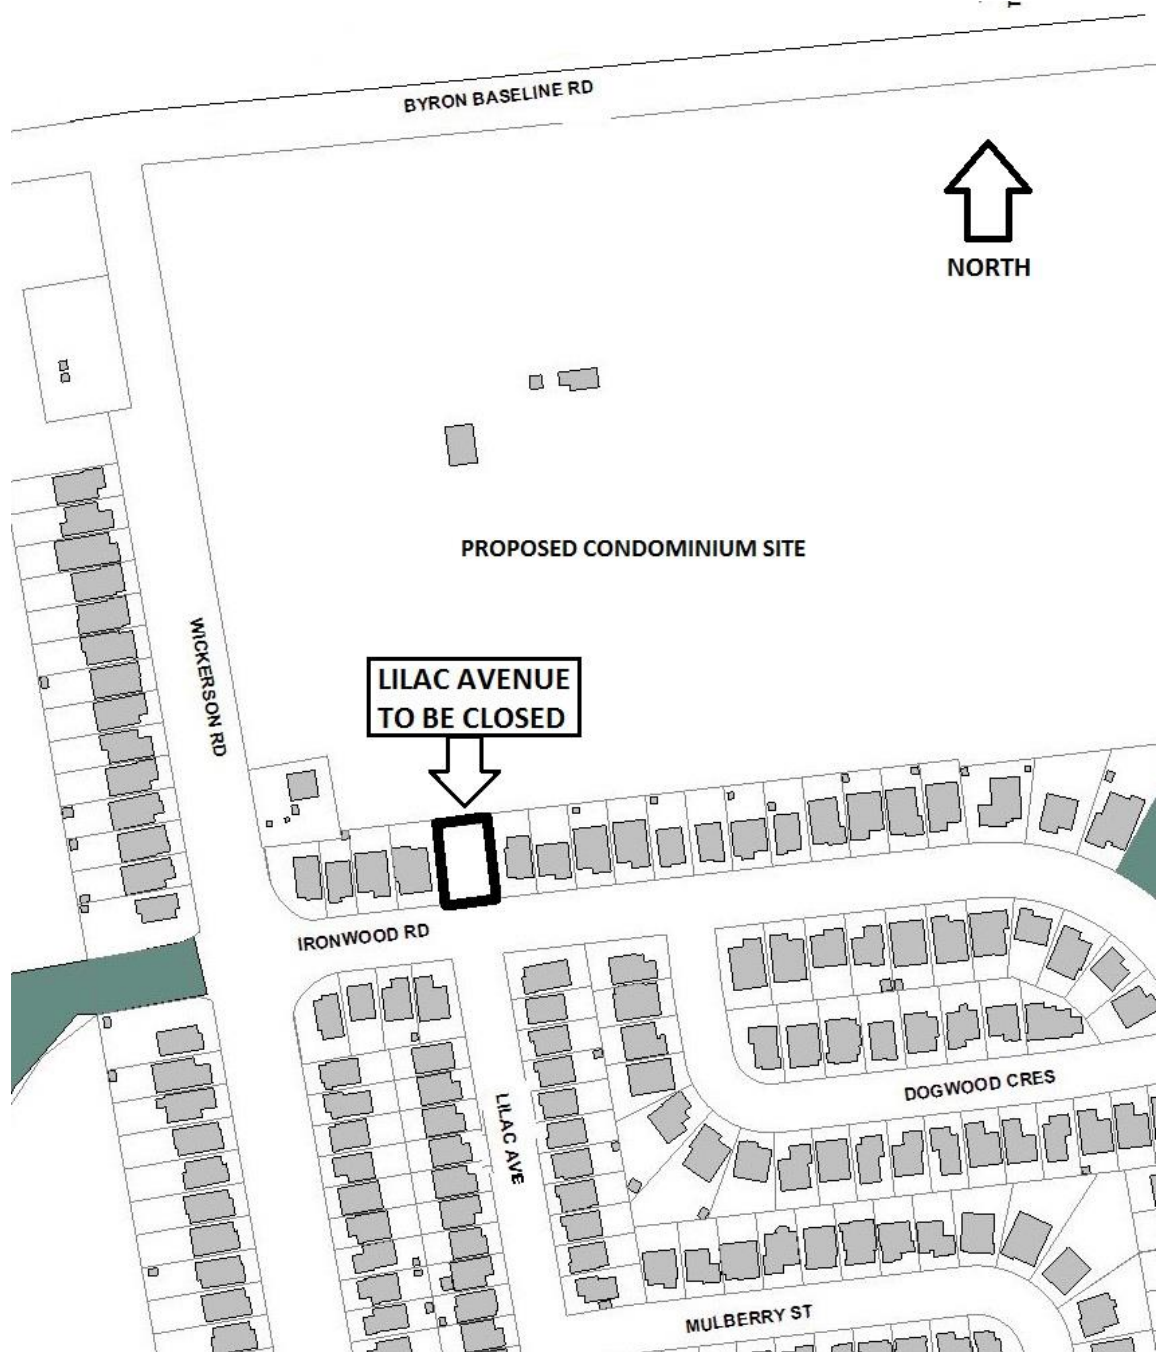 BYRON BASELINE RD
NORTH
PROPOSED CONDOMINIUM SITE
WICKERSON RD
LILAC AVENUE
TO BE CLOSED
IRONWOOD RD
DOGWOOD CRES
LILAC AVE
MULBERRY ST